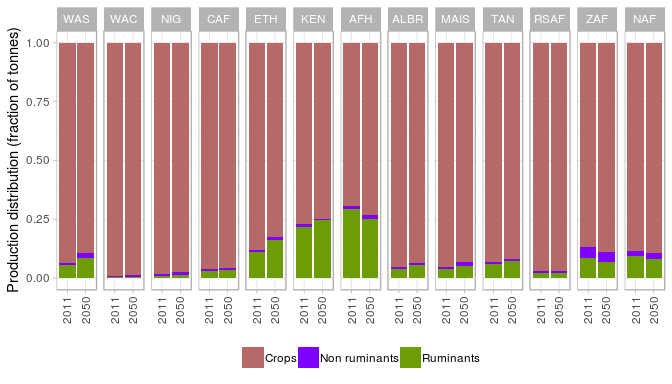 WAS WAC NIG CAF ETH KEN AFH ALBR MAIS TAN RSAF ZAF NAF
Production distribution (fraction of tonnes)
1.00
0.75
0.50
0.25
0.00
2011 2050 2011 2050 2011 2050 2011 2050 2011 2050 2011 2050 2011 2050 2011 2050 2011 2050 2011 2050 2011 2050 2011 2050 2011 2050
Crops Non ruminants Ruminants